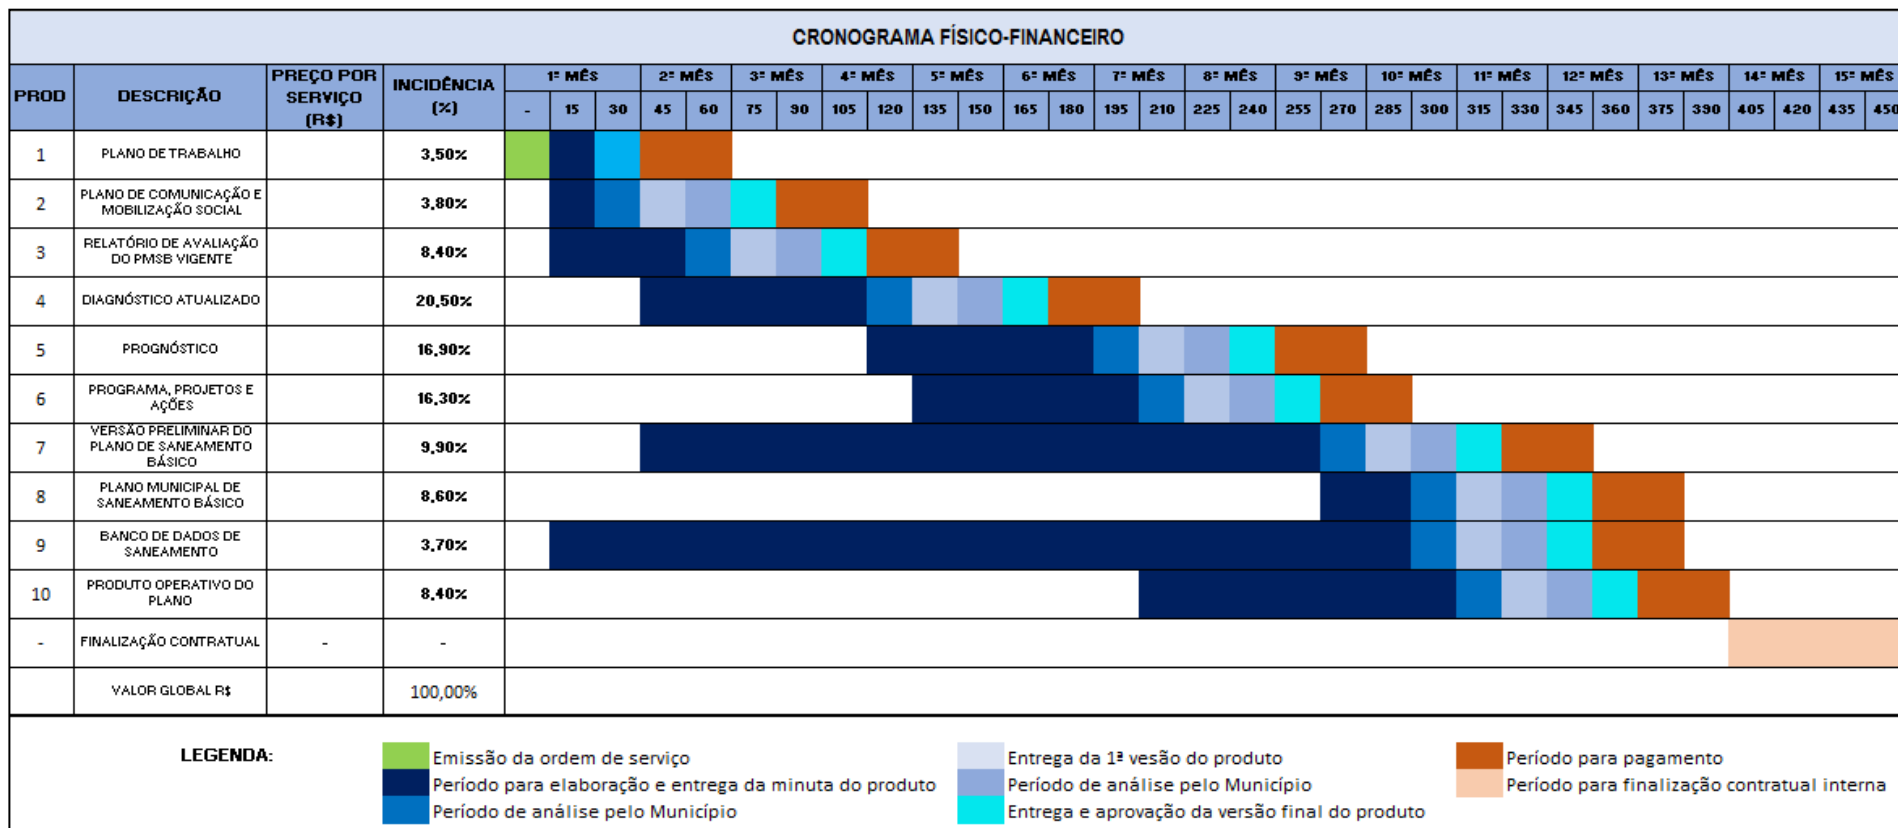 CRONOGRAMA FÍSICO-FINANCEIRO
PROD DESCRIÇÃO PREÇO POR SERVIÇO (R$) INCIDÊNCIA (%) 1º MÊS 2º MÊS 3º MÊS 4º MÊS 5º MÊS 6º MÊS 7º MÊS 8º MÊS 9º MÊS 10º MÊS 11º MÊS 12º MÊS 13º MÊS 14º MÊS 15º MÊS
- 15 30 45 60 75 90 105 120 135 150 165 180 195 210 225 240 255 270 285 300 315 330 345 360 375 390 405 420 435 450
1 PLANO DE TRABALHO 3,50%
2 PLANO DE COMUNICAÇÃO E
MOBILIZAÇÃO SOCIAL 3,80%
3 RELATÓRIO DE AVALIAÇÃO
DO PMSB VIGENTE 8,40%
4 DIAGNÓSTICO ATUALIZADO 20,50%
5 PROGNÓSTICO 16,90%
6 PROGRAMA, PROJETOS E
AÇÕES 16,30%
7 VERSÃO PRELIMINAR DO
PLANO DE SANEAMENTO
BÁSICO 9,90%
8 PLANO MUNICIPAL DE
SANEAMENTO BÁSICO 8,60%
9 BANCO DE DADOS DE
SANEAMENTO 3,70%
10 PRODUTO OPERATIVO DO
PLANO 8,40%
- FINALIZAÇÃO CONTRATUAL - -
VALOR GLOBAL R$ 100,00%
LEGENDA:
Emissão da ordem de serviço
Período para elaboração e entrega da minuta do produto
Período de análise pelo Município
Entrega da 1ª vesão do produto
Período de análise pelo Município
Entrega e aprovação da versão final do produto
Período para pagamento
Período para finalização contratual interna